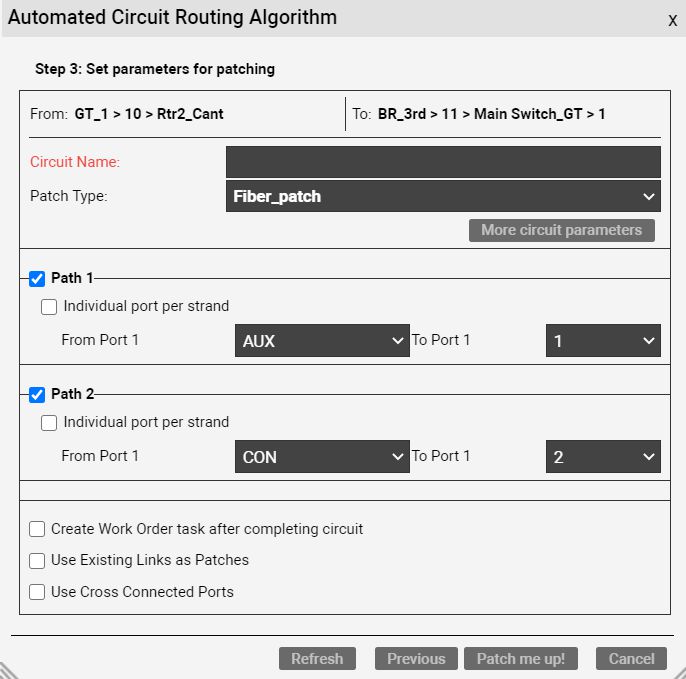 Automated Circuit Routing Algorithm x
Step 3: Set parameters for patching
From: GT_1 > 10 > Rtr2_Cant To: BR_3rd > 11 > Main Switch_GT > 1
Circuit Name:
Patch Type: Fiber_patch
More circuit parameters
Path 1
Individual port per strand
From Port 1 AUX To Port 1 1
Path 2
Individual port per strand
From Port 1 CON To Port 1 2
Create Work Order task after completing circuit
Use Existing Links as Patches
Use Cross Connected Ports
Refresh Previous Patch me up! Cancel